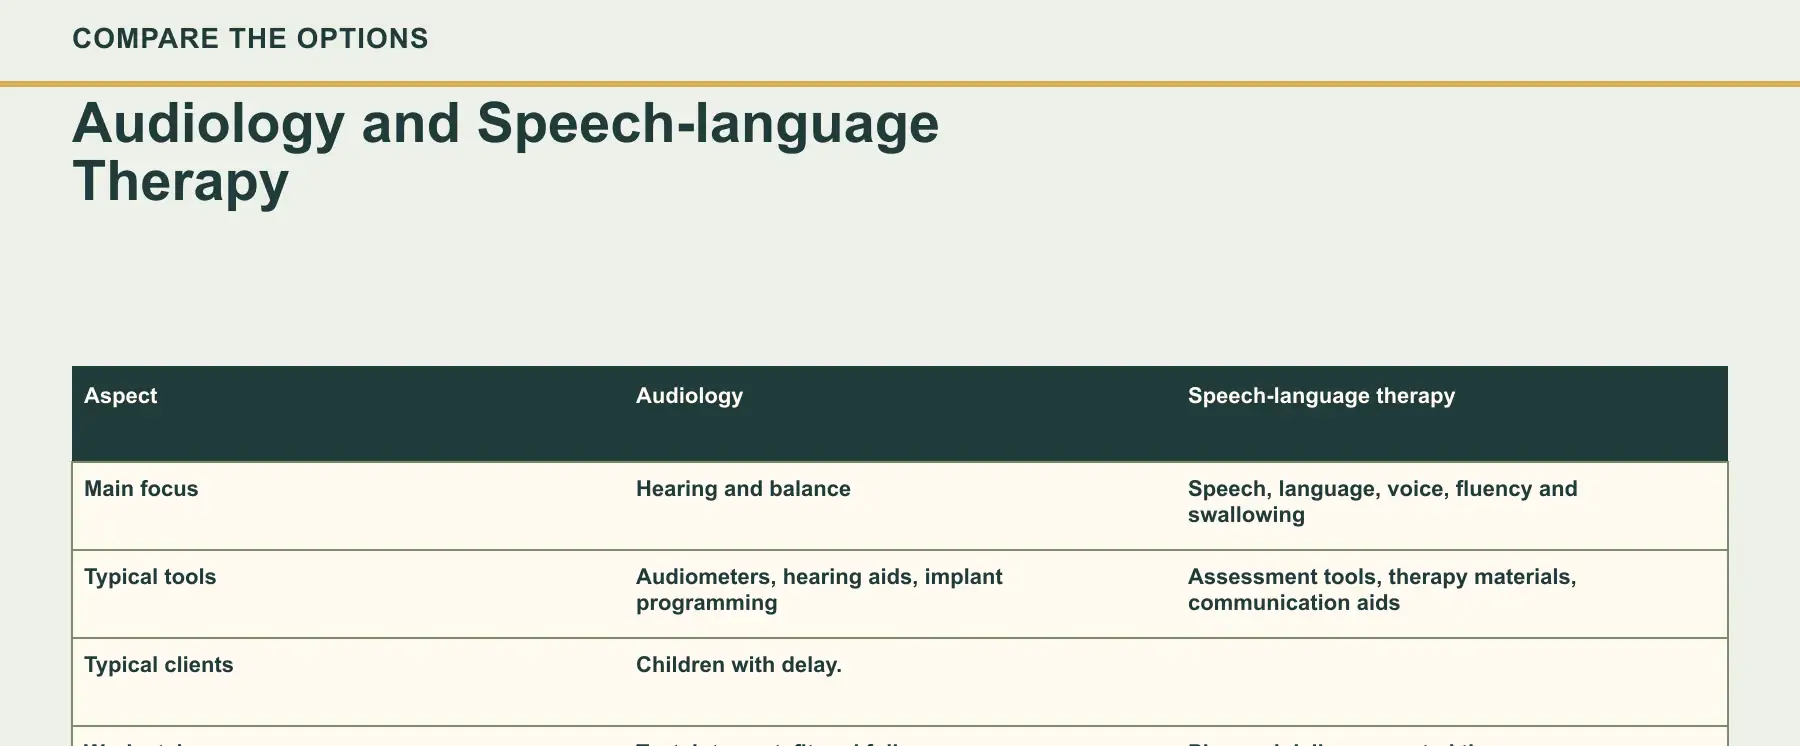 COMPARE THE OPTIONS
Audiology and Speech-language
Therapy
Aspect
Audiology
Speech-language therapy
Main focus
Hearing and balance
Speech, language, voice, fluency and
swallowing
Typical tools
Audiometers, hearing aids, implant
programming
Assessment tools, therapy materials,
communication aids
Typical clients
Children with delay.